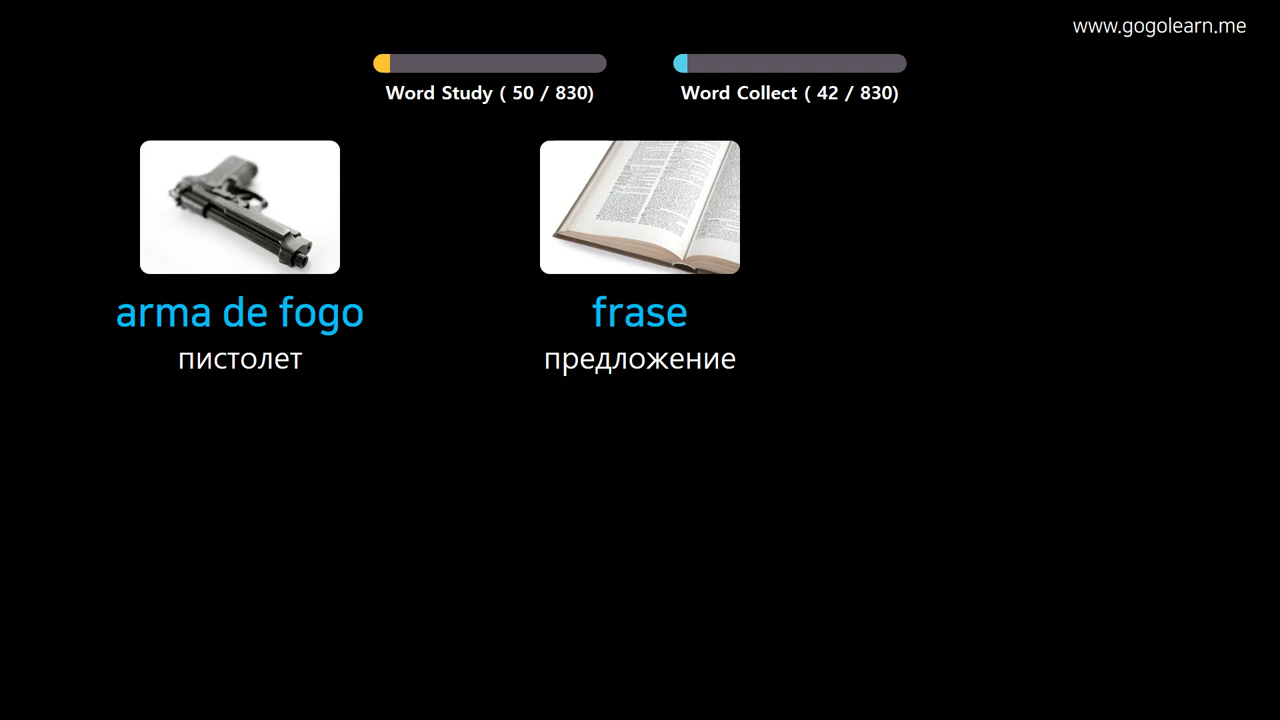 www.gogolearn.me
Word Study ( 50 / 830)
Word Collect ( 42 / 830)
arma de fogo
пистолет
frase
предложение